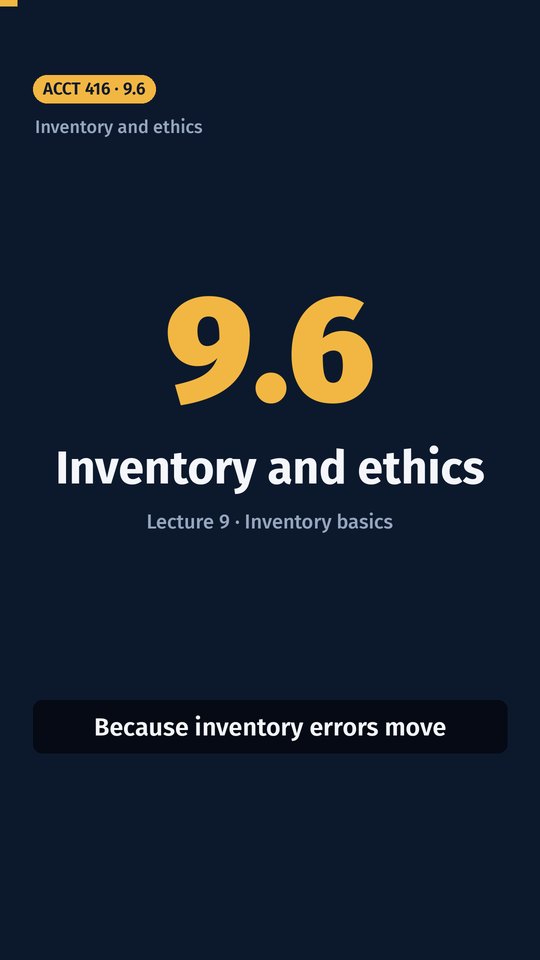 ACCT 416 · 9.6
Inventory and ethics
9.6
Inventory and ethics
Lecture 9 · Inventory basics
Because inventory errors move